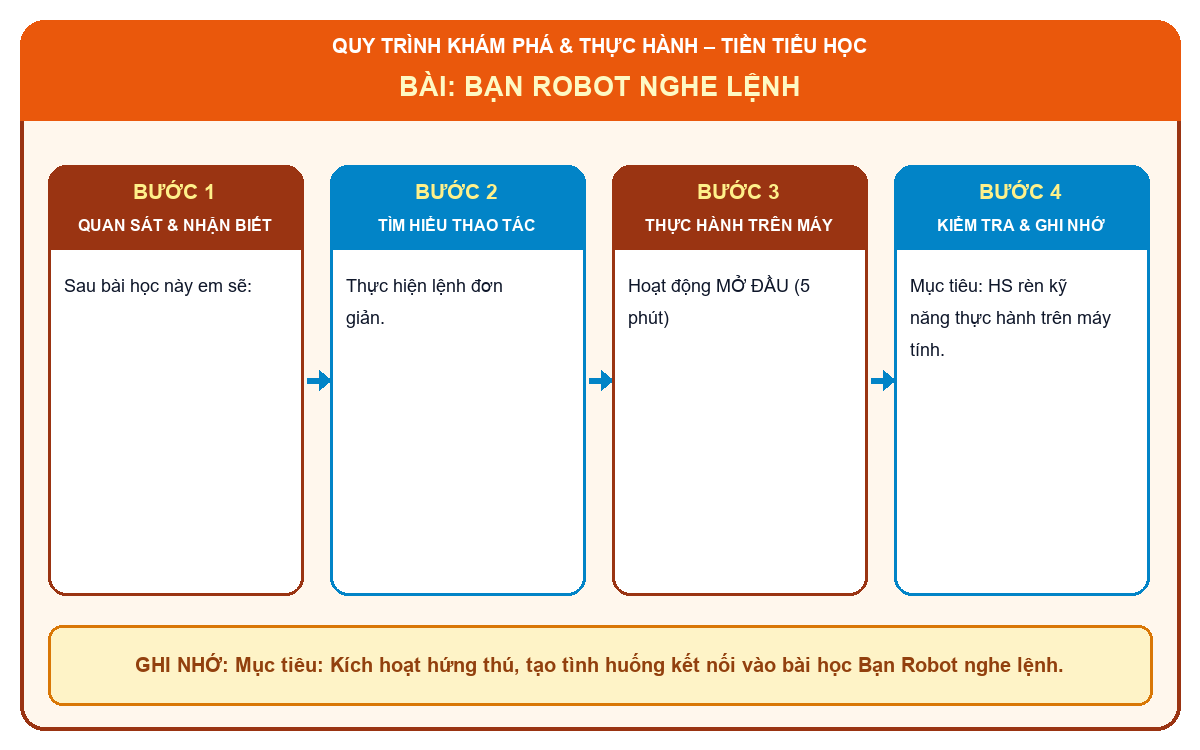 QUY TRÌNH KHÁM PHÁ & THỰC HÀNH – TIỀN TIỂU HỌC
BÀI: BẠN ROBOT NGHE LỆNH
BƯỚC 1
QUAN SÁT & NHẬN BIẾT
Sau bài học này em sẽ:
BƯỚC 2
TÌM HIỂU THAO TÁC
Thực hiện lệnh đơn
giản.
BƯỚC 3
THỰC HÀNH TRÊN MÁY
Hoạt động MỞ ĐẦU (5
phút)
BƯỚC 4
KIỂM TRA & GHI NHỚ
Mục tiêu: HS rèn kỹ
năng thực hành trên máy
tính.
GHI NHỚ: Mục tiêu: Kích hoạt hứng thú, tạo tình huống kết nối vào bài học Bạn Robot nghe lệnh.